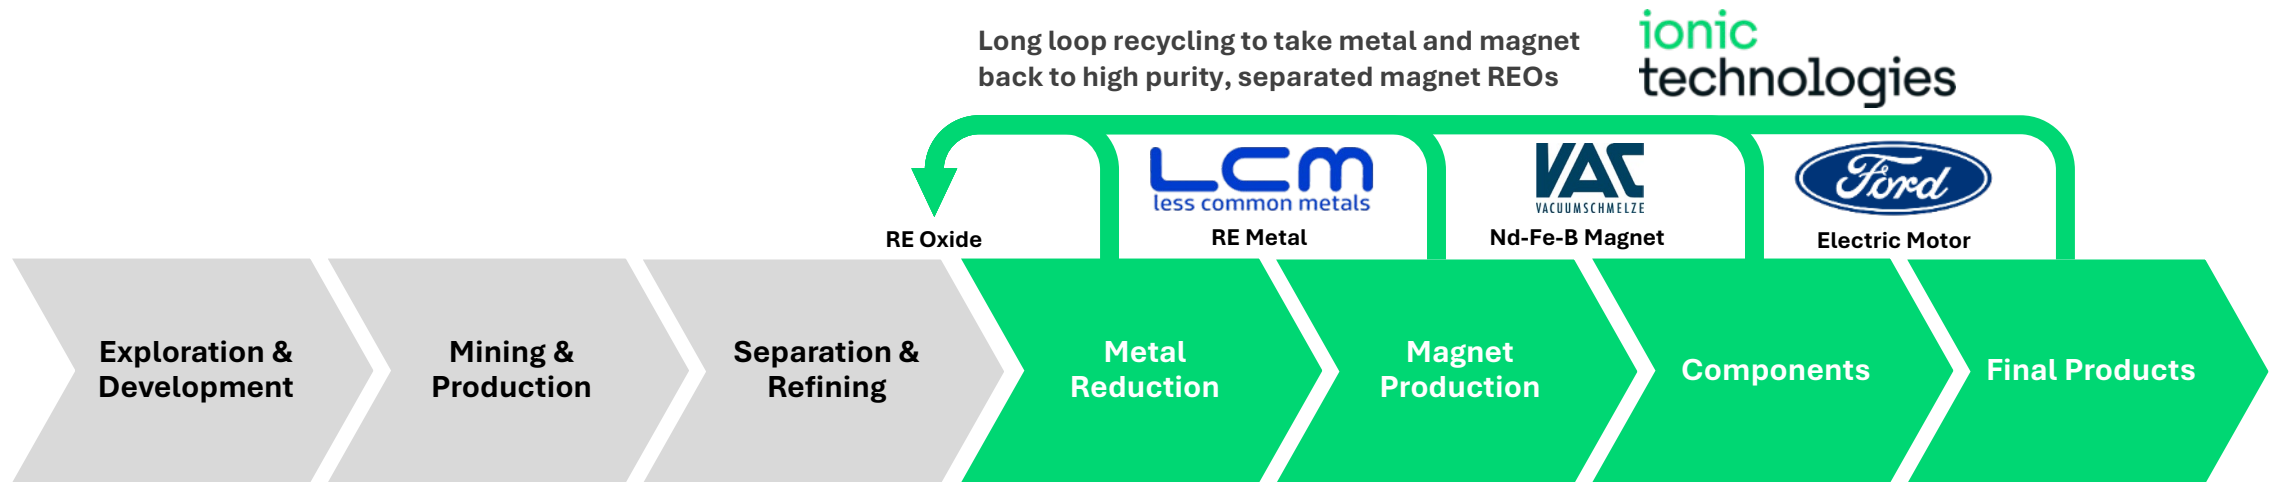 Long loop recycling to take metal and magnet
back to high purity, separated magnet REOs
ionic
technologies
LCM
less common metals
VAC
VACUUMSCHMELZE
Ford
RE Oxide
RE Metal
Nd-Fe-B Magnet
Electric Motor
Exploration &
Development
Mining &
Production
Separation &
Refining
Metal
Reduction
Magnet
Production
Components
Final Products